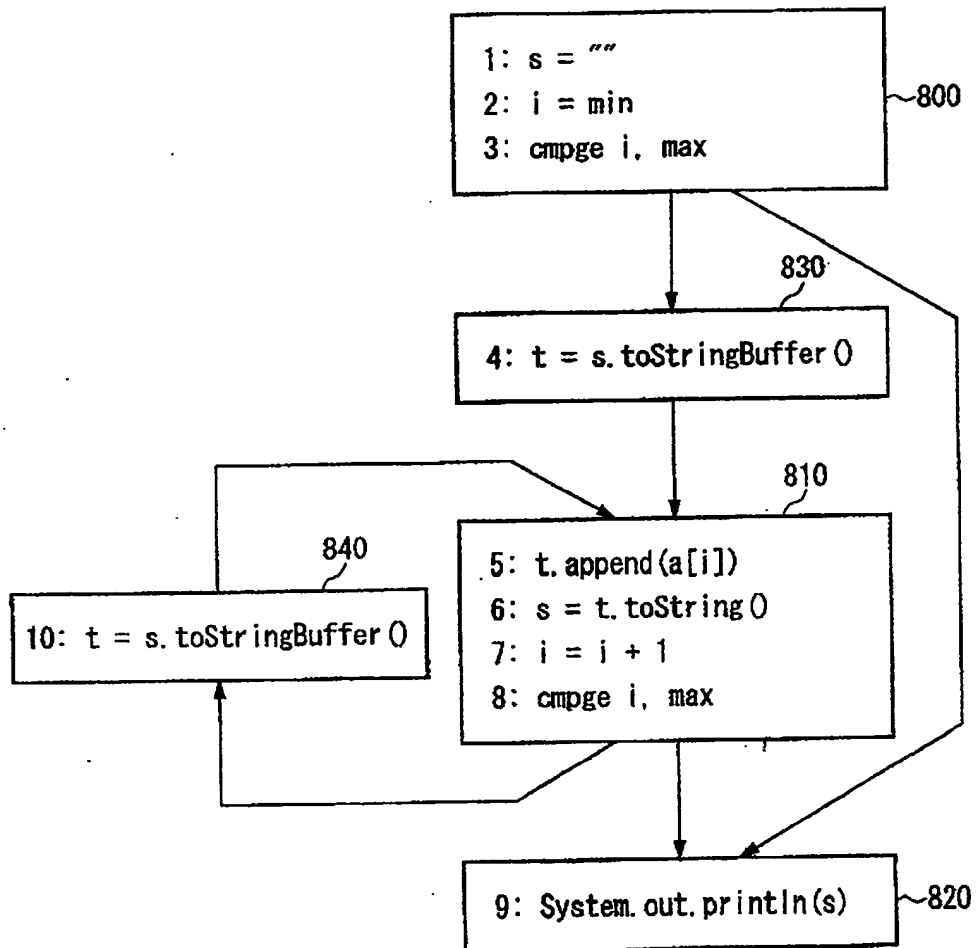 1: s = ""
2: i = min
3: cmpge i, max
800
830
4: t = s.toStringBuffer()
810
5: t.append(a[i])
6: s = t.toString()
7: i = i + 1
8: cmpge i, max
840
10: t = s.toStringBuffer()
9: System.out.println(s)
820